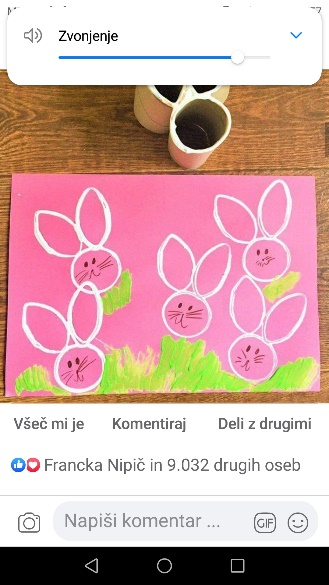 Zvonjenje
Všeč mi je Komentiraj Deli z drugimi
Francka Nipič in 9.032 drugih oseb
Napiši komentar ... GIF